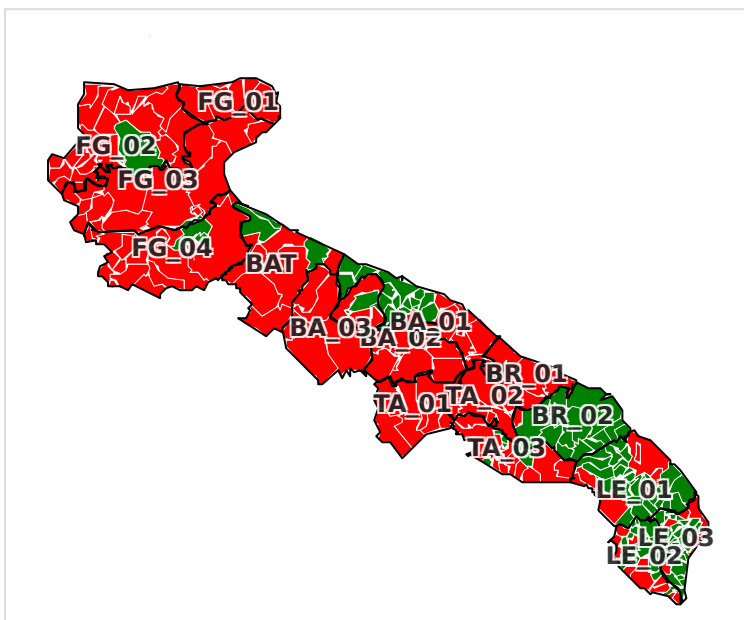 FG_01
FG_02
FG_03
FG_04
BAT
BA_01
BA_03
BA_02
BR_01
TA_02
TA_01
BR_02
TA_03
LE_01
LE_03
LE_02